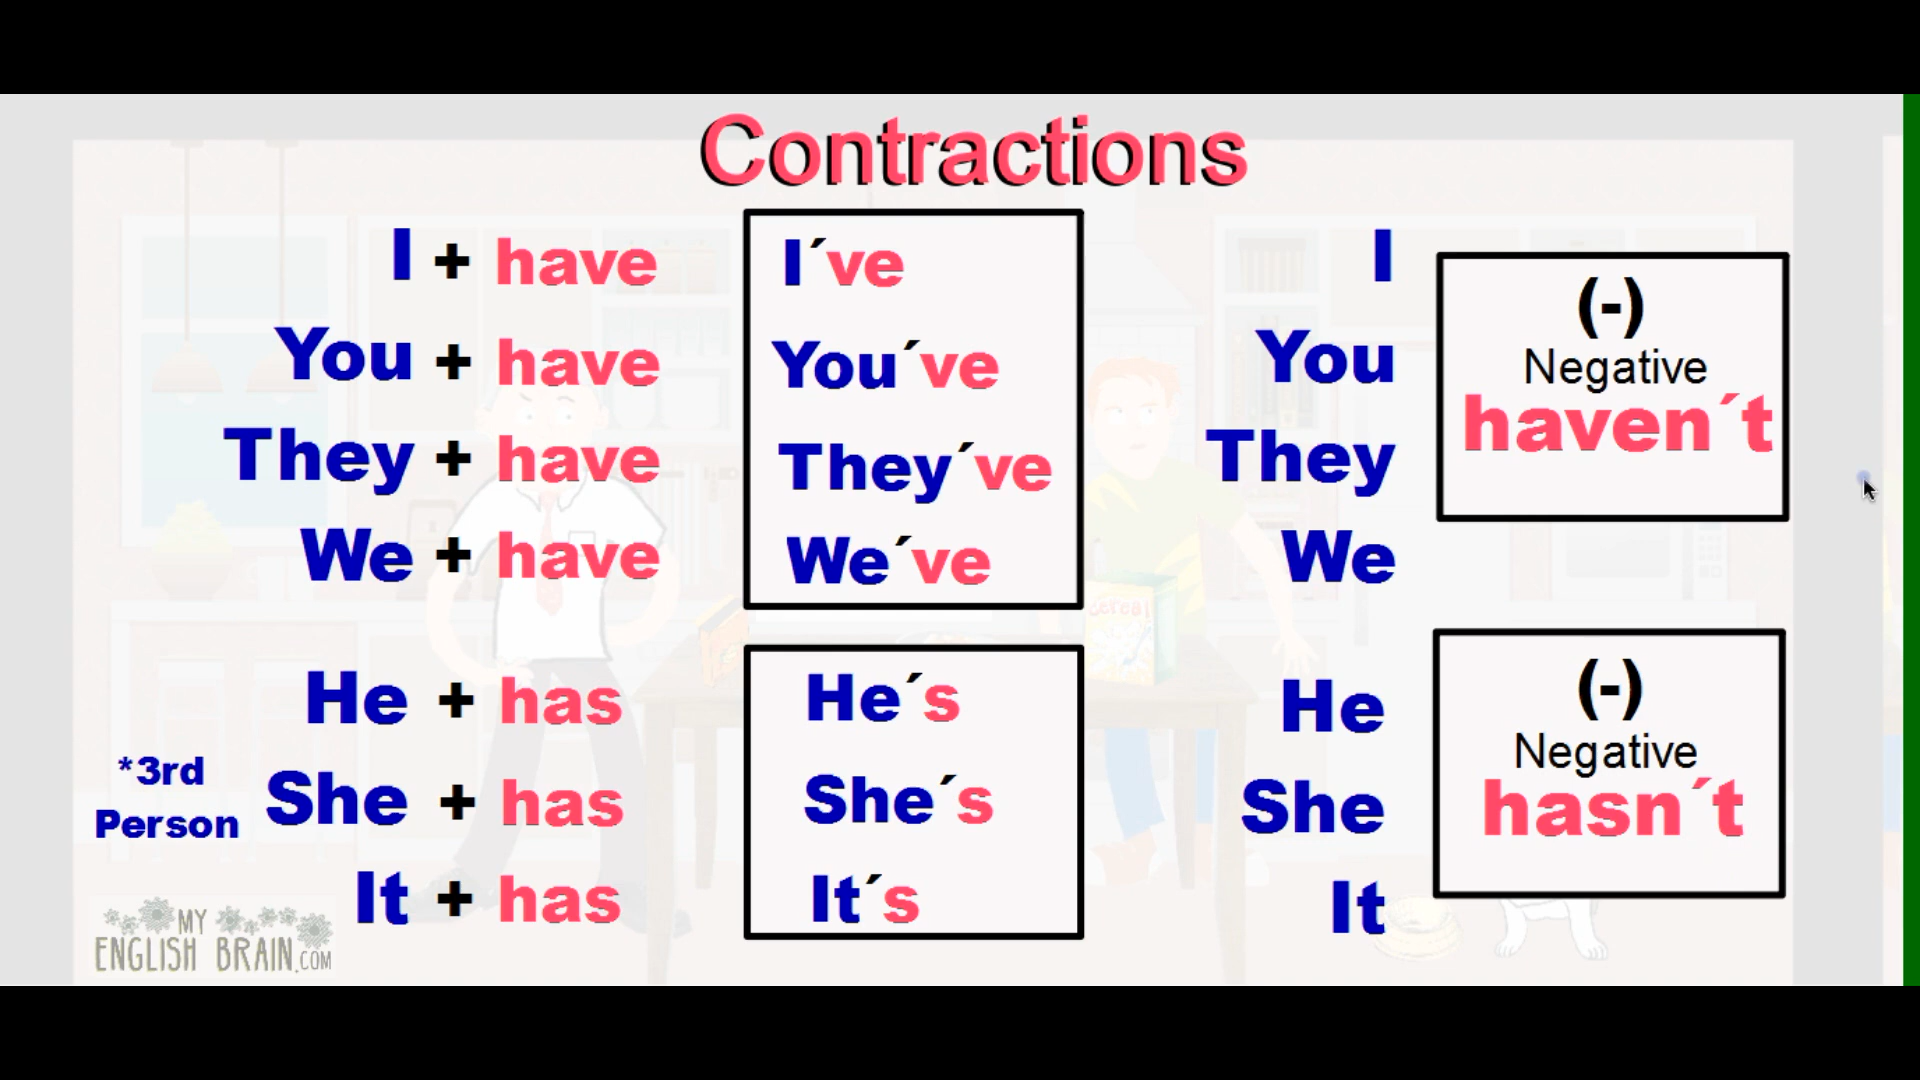 Contractions
I + have I´ve
You + have You´ve
They + have They´ve
We + have We´ve
He + has He´s
*3rd
Person
She + has She´s
It + has It´s
I
You
They
We
(-)
Negative
haven´t
He
She
It
(-)
Negative
hasn´t
cereal
MY
ENGLISH BRAIN.COM